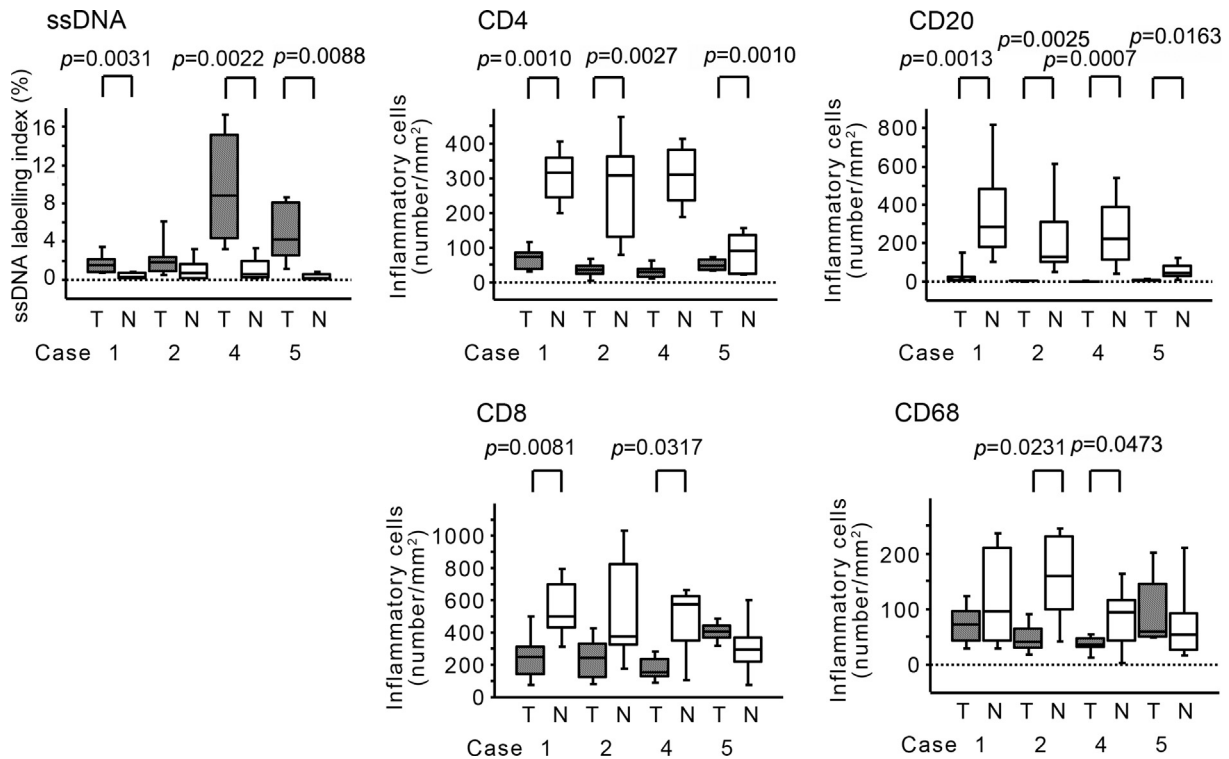 ssDNA
p=0.0031 p=0.0022 p=0.0088
ssDNA labelling index (%)
16
12
8
4
0
T N T N T N T N
Case 1 2 4 5
CD4
p=0.0010 p=0.0027 p=0.0010
Inflammatory cells
(number/mm²)
400
300
200
100
0
T N T N T N T N
Case 1 2 4 5
CD20
p=0.0025 p=0.0163
p=0.0013 p=0.0007
Inflammatory cells
(number/mm²)
800
600
400
200
0
T N T N T N T N
Case 1 2 4 5
CD8
p=0.0081 p=0.0317
Inflammatory cells
(number/mm²)
1000
800
600
400
200
0
T N T N T N T N
Case 1 2 4 5
CD68
p=0.0231 p=0.0473
Inflammatory cells
(number/mm²)
200
100
0
T N T N T N T N
Case 1 2 4 5